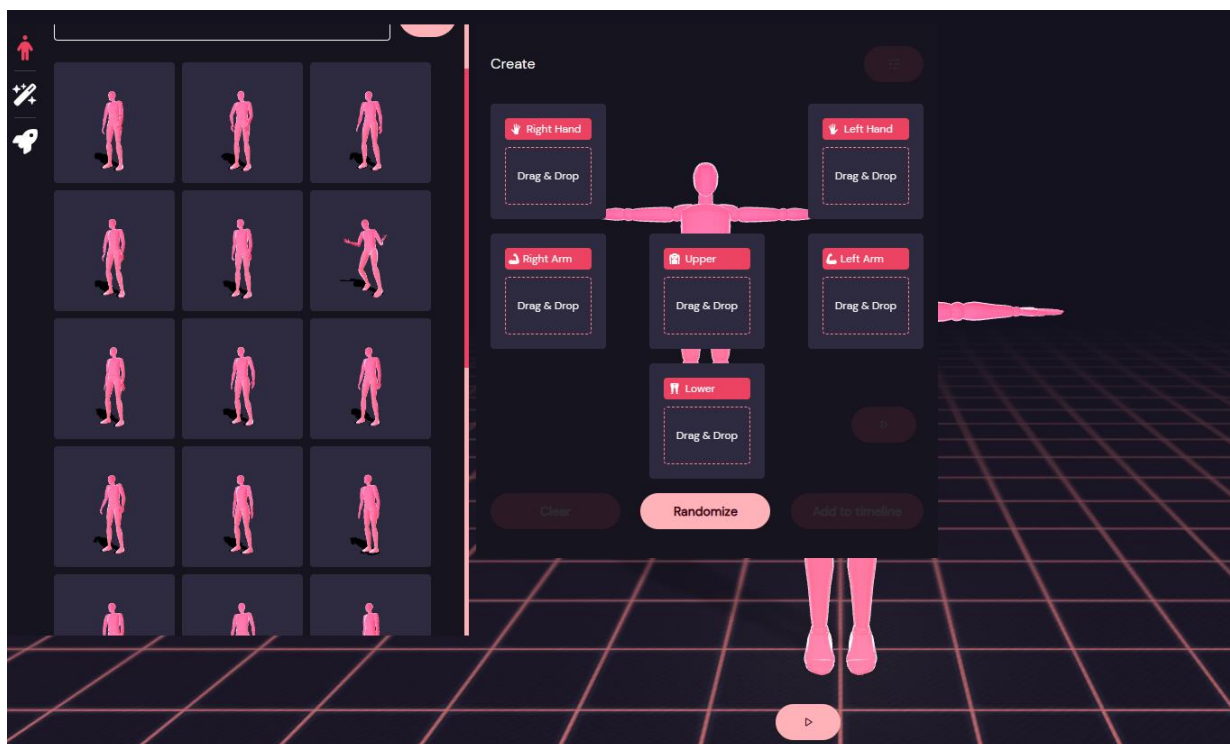 Create
Right Hand
Left Hand
Drag & Drop
Drag & Drop
Right Arm
Upper
Left Arm
Drag & Drop
Drag & Drop
Drag & Drop
Lower
Drag & Drop
Clear
Randomize
Add to timeline